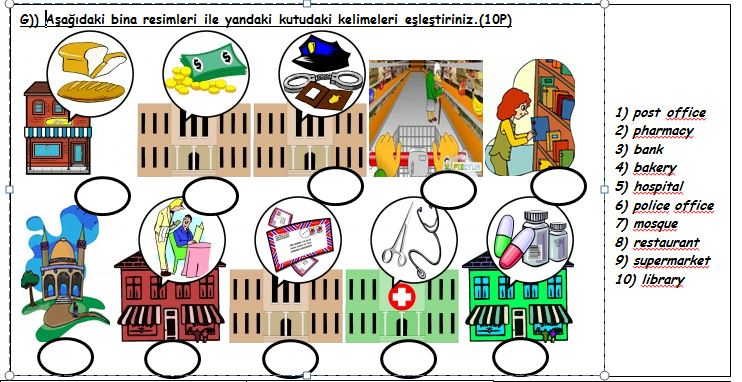 G)) Aşağıdaki bina resimleri ile yandaki kutudaki kelimeleri eşleştiriniz.(10P)
1) post office
2) pharmacy
3) bank
4) bakery
5) hospital
6) police office
7) mosque
8) restaurant
9) supermarket
10) library
$ $